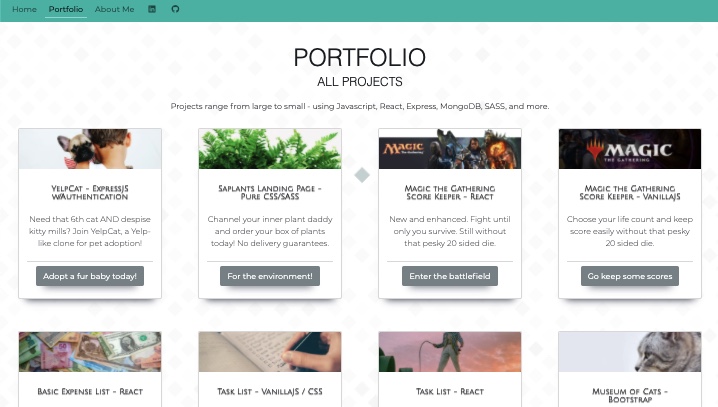 Home Portfolio About Me
PORTFOLIO
ALL PROJECTS
Projects range from large to small - using Javascript, React, Express, MongoDB, SASS, and more.
YelpCat - ExpressJS
w/Authentication
Need that 6th cat AND despise
kitty mills? Join YelpCat, a Yelp-
like clone for pet adoption!
Adopt a fur baby today!
Saplants Landing Page -
Pure CSS/SASS
Channel your inner plant daddy
and order your box of plants
today! No delivery guarantees.
For the environment!
MAGIC
The Gathering
Magic the Gathering
Score Keeper - React
New and enhanced. Fight until
only you survive. Still without
that pesky 20 sided die.
Enter the battlefield
MAGIC
THE GATHERING
Magic the Gathering
Score Keeper - VanillaJS
Choose your life count and keep
score easily without that pesky
20 sided die.
Go keep some scores
Basic Expense List - React
Task List - VanillaJS / CSS
Task List - React
Museum of Cats -
Bootstrap